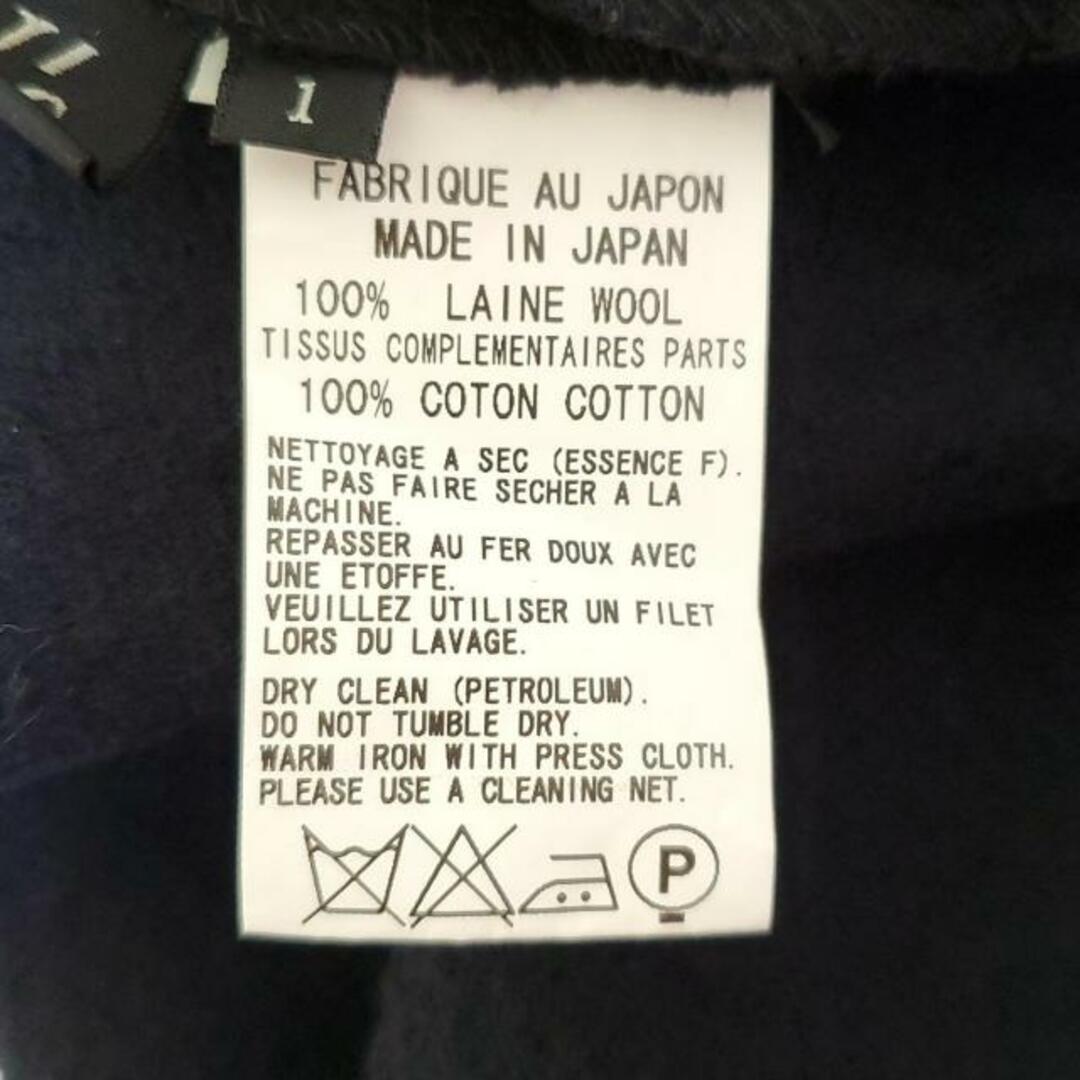 1
FABRIQUE AU JAPON
MADE IN JAPAN
100% LAINE WOOL
TISSUS COMPLEMENTAIRES PARTS
100% COTON COTTON
NETTOYAGE A SEC (ESSENCE F).
NE PAS FAIRE SECHER A LA
MACHINE.
REPASSER AU FER DOUX AVEC
UNE ETOFFE.
VEUILLEZ UTILISER UN FILET
LORS DU LAVAGE.
DRY CLEAN (PETROLEUM).
DO NOT TUMBLE DRY.
WARM IRON WITH PRESS CLOTH.
PLEASE USE A CLEANING NET.
P